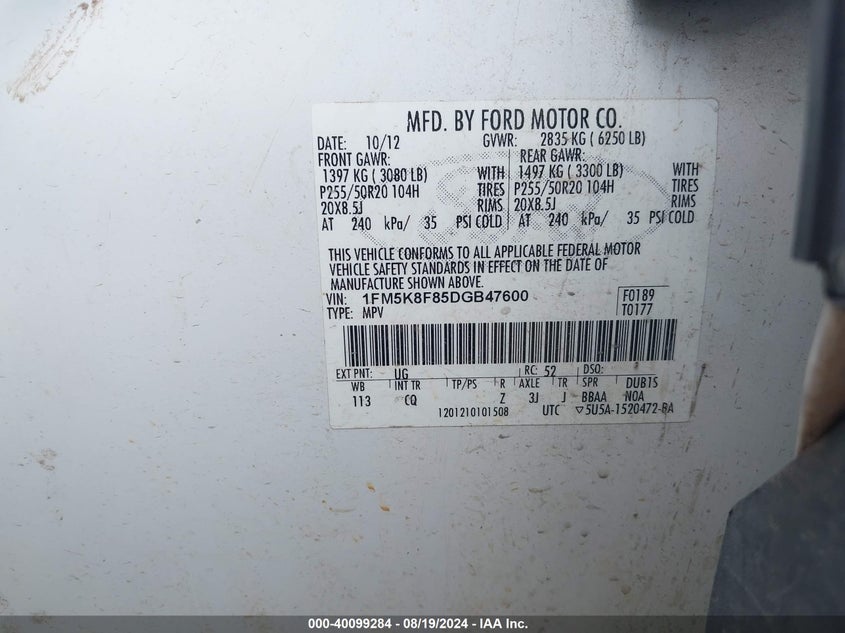 MFD. BY FORD MOTOR CO.
DATE: 10/12 GVWR: 2835 KG ( 6250 LB)
FRONT GAWR: REAR GAWR:
1397 KG ( 3080 LB) WITH 1497 KG ( 3300 LB) WITH
P255/50R20 104H TIRES P255/50R20 104H TIRES
20X8.5J RIMS 20X8.5J RIMS
AT 240 kPa/ 35 PSI COLD AT 240 kPa/ 35 PSI COLD
THIS VEHICLE CONFORMS TO ALL APPLICABLE FEDERAL MOTOR
VEHICLE SAFETY STANDARDS IN EFFECT ON THE DATE OF
MANUFACTURE SHOWN ABOVE.
VIN: 1FM5K8F85DGB47600 F0189
TYPE: MPV T0177
EXT PNT: UG RC: 52 DSO:
WB INT TR TP/PS R AXLE TR SPR DUB1S
113 CQ Z 3J J BBAA NOA
1201210101508 UTC ▽5U5A-1520472-BA
000-40099284 / 08/19/2024 - IAA Inc.